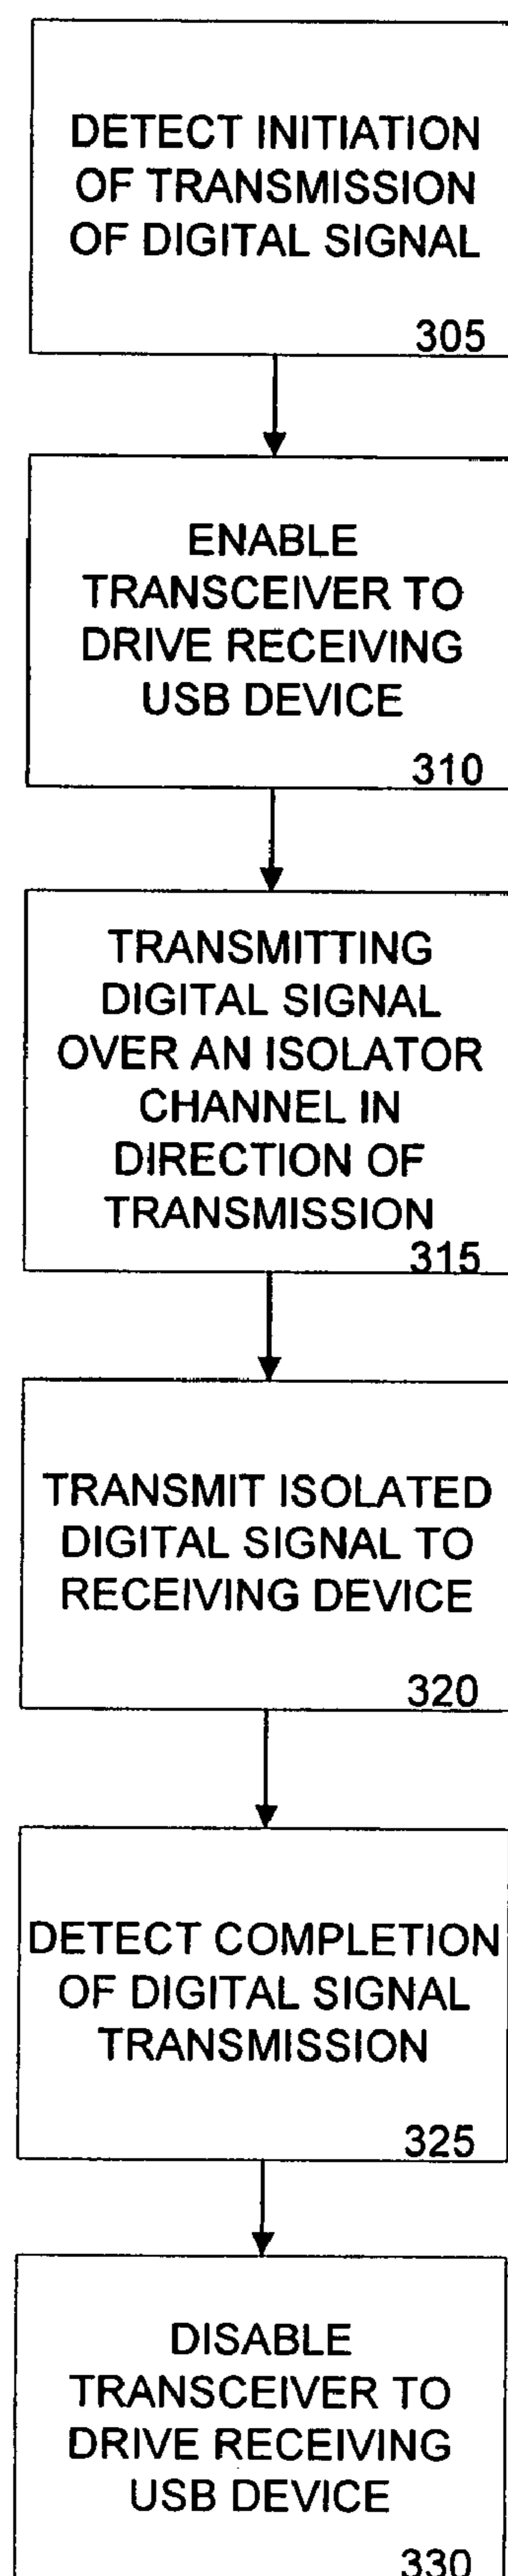 DETECT INITIATION
OF TRANSMISSION
OF DIGITAL SIGNAL
305
ENABLE
TRANSCEIVER TO
DRIVE RECEIVING
USB DEVICE
310
TRANSMITTING
DIGITAL SIGNAL
OVER AN ISOLATOR
CHANNEL IN
DIRECTION OF
TRANSMISSION
315
TRANSMIT ISOLATED
DIGITAL SIGNAL TO
RECEIVING DEVICE
320
DETECT COMPLETION
OF DIGITAL SIGNAL
TRANSMISSION
325
DISABLE
TRANSCEIVER TO
DRIVE RECEIVING
USB DEVICE
330